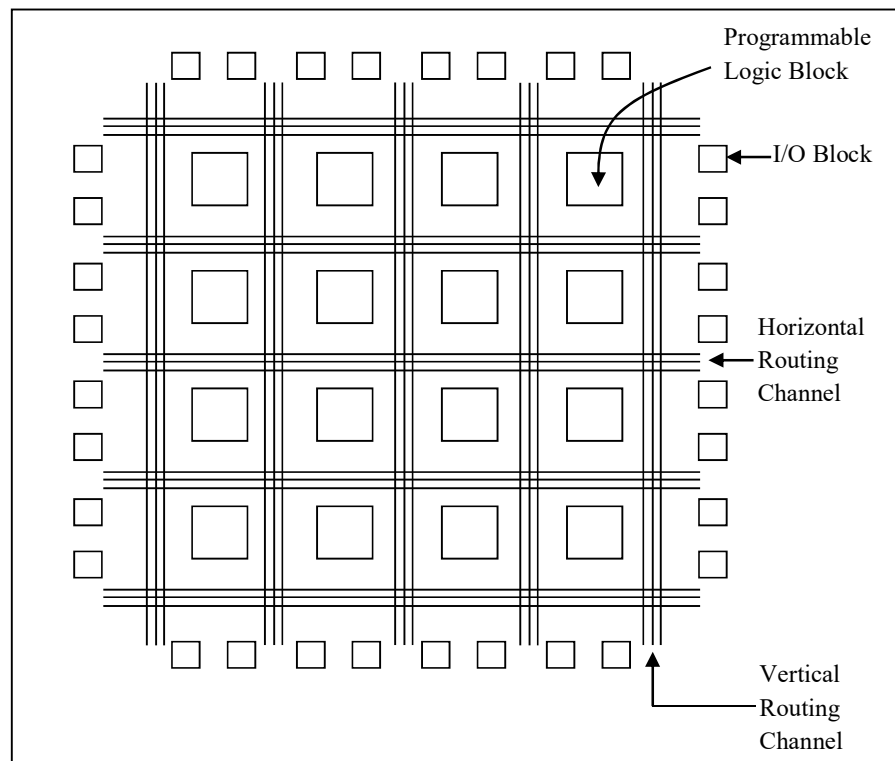 Programmable
Logic Block
I/O Block
Horizontal
Routing
Channel
Vertical
Routing
Channel